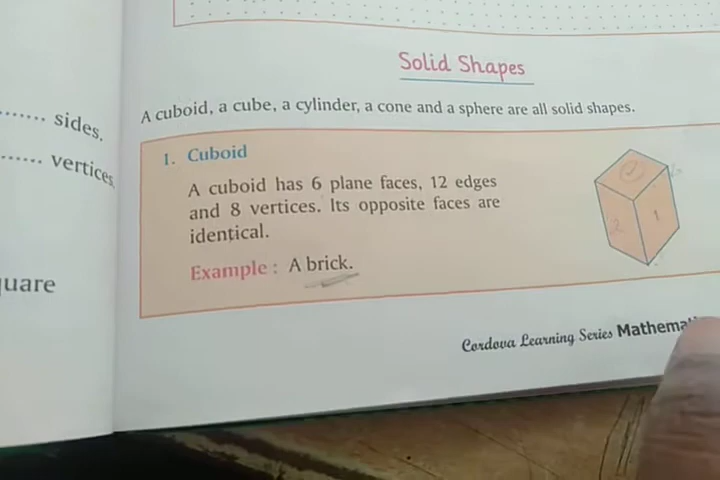 ........ sides.
...... vertices
uare
Solid Shapes
A cuboid, a cube, a cylinder, a cone and a sphere are all solid shapes.
1. Cuboid
A cuboid has 6 plane faces, 12 edges
and 8 vertices. Its opposite faces are
identical.
Example : A brick.
2
1
Cordova Learning Series Mathema